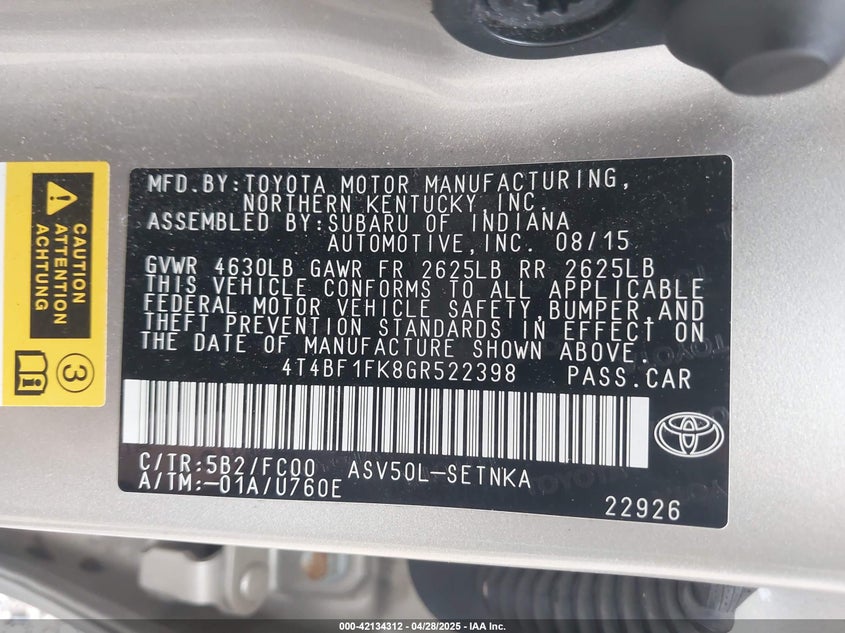 MFD.BY:TOYOTA MOTOR MANUFACTURING,
NORTHERN KENTUCKY,INC.
ASSEMBLED BY:SUBARU OF INDIANA
AUTOMOTIVE,INC. 08/15
GVWR 4630LB GAWR FR 2625LB RR 2625LB
THIS VEHICLE CONFORMS TO ALL APPLICABLE
FEDERAL MOTOR VEHICLE SAFETY,BUMPER,AND
THEFT PREVENTION STANDARDS IN EFFECT ON
THE DATE OF MANUFACTURE SHOWN ABOVE.
4T4BF1FK8GR522398 PASS.CAR
C/TR:5B2/FC00 ASV50L-SETNKA
A/TM:-01A/U760E
22926
CAUTION
ATTENTION
ACHTUNG
3
000-42134312 - 04/28/2025 - IAA Inc.